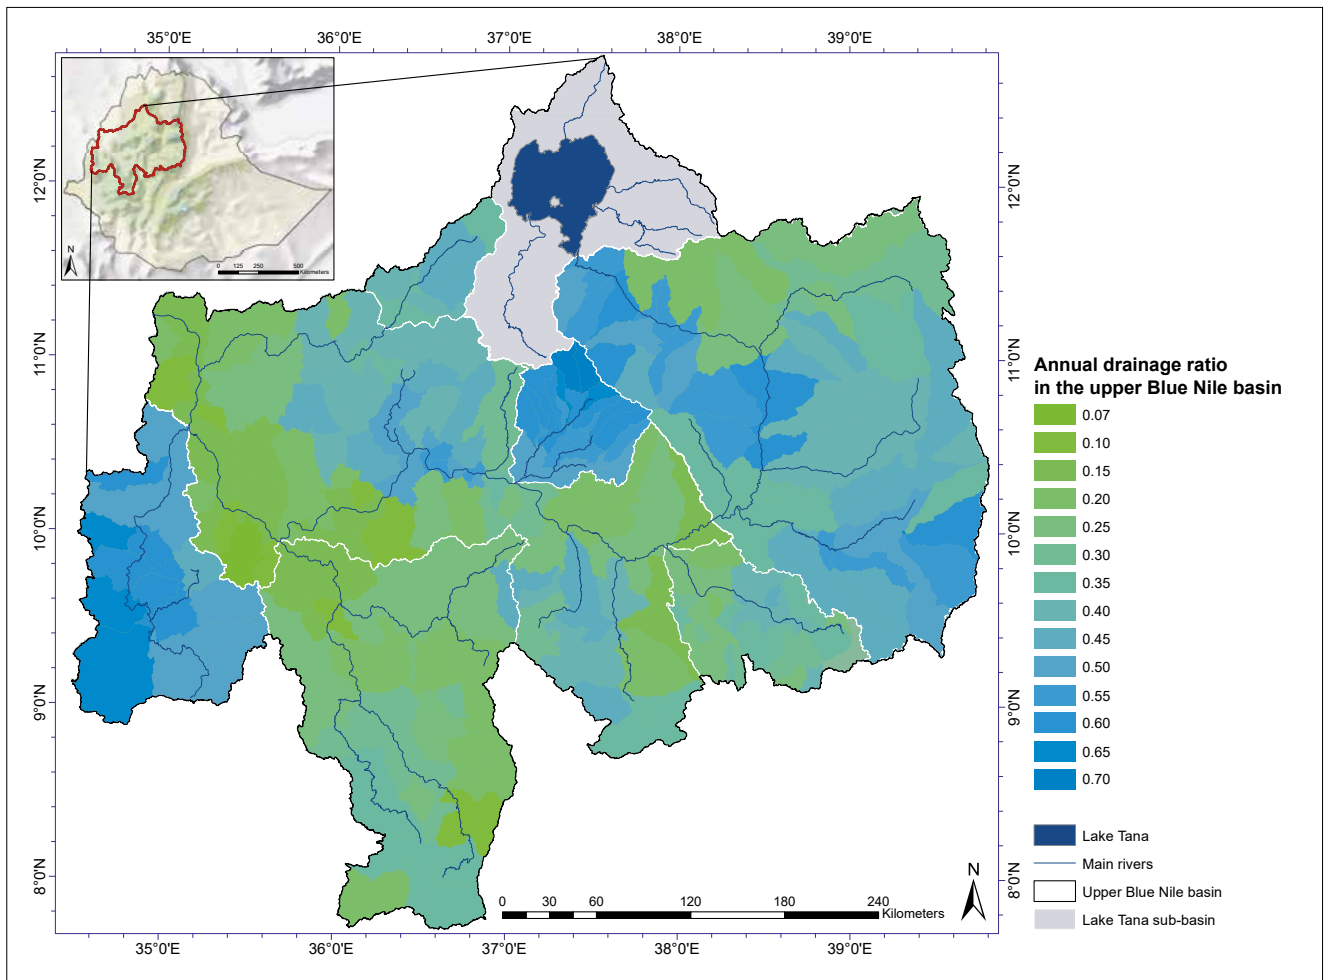 35°0'E 36°0'E 37°0'E 38°0'E 39°0'E
N
0 125 250 500
Kilometers
12°0'N 12°0'N
11°0'N 11°0'N
10°0'N 10°0'N
9°0'N 9°0'N
8°0'N 8°0'N
Annual drainage ratio
in the upper Blue Nile basin
0.07
0.10
0.15
0.20
0.25
0.30
0.35
0.40
0.45
0.50
0.55
0.60
0.65
0.70
Lake Tana
Main rivers
Upper Blue Nile basin
Lake Tana sub-basin
N
0 30 60 120 180 240
Kilometers
35°0'E 36°0'E 37°0'E 38°0'E 39°0'E